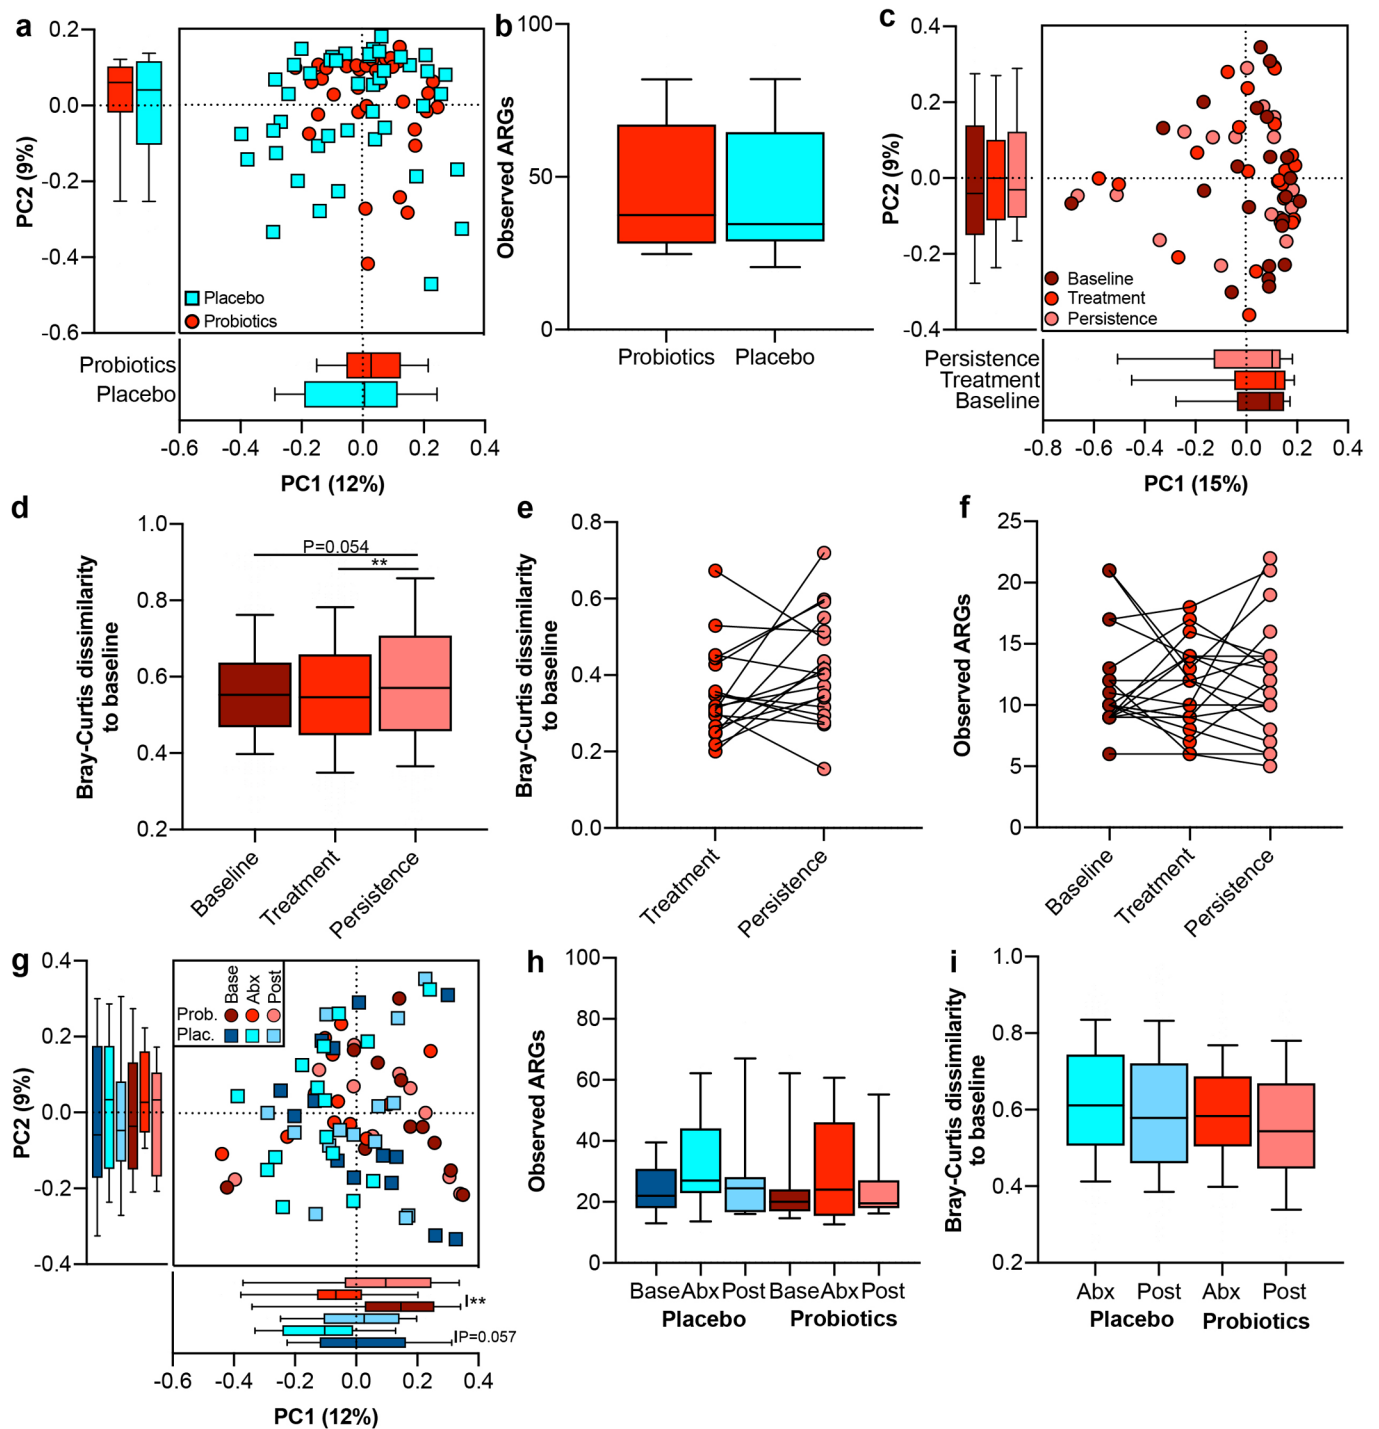 a
0.2
0.0
-0.2
-0.4
-0.6
PC2 (9%)
Placebo
Probiotics
Probiotics
Placebo
-0.6 -0.4 -0.2 0.0 0.2 0.4
PC1 (12%)
b
100
50
0
Observed ARGs
Probiotics Placebo
c
0.4
0.2
0.0
-0.2
-0.4
PC2 (9%)
Baseline
Treatment
Persistence
Persistence
Treatment
Baseline
-0.8 -0.6 -0.4 -0.2 0.0 0.2 0.4
PC1 (15%)
d
1.0
0.8
0.6
0.4
0.2
Bray-Curtis dissimilarity
to baseline
P=0.054
**
Baseline
Treatment
Persistence
e
0.8
0.6
0.4
0.2
0.0
Bray-Curtis dissimilarity
to baseline
Treatment
Persistence
f
25
20
15
10
5
0
Observed ARGs
Baseline
Treatment
Persistence
g
0.4
0.2
0.0
-0.2
-0.4
PC2 (9%)
Base
Abx
Post
Prob.
Plac.
**
P=0.057
-0.6 -0.4 -0.2 0.0 0.2 0.4
PC1 (12%)
h
100
80
60
40
20
0
Observed ARGs
Base Abx Post Base Abx Post
Placebo Probiotics
i
1.0
0.8
0.6
0.4
0.2
Bray-Curtis dissimilarity
to baseline
Abx Post Abx Post
Placebo Probiotics